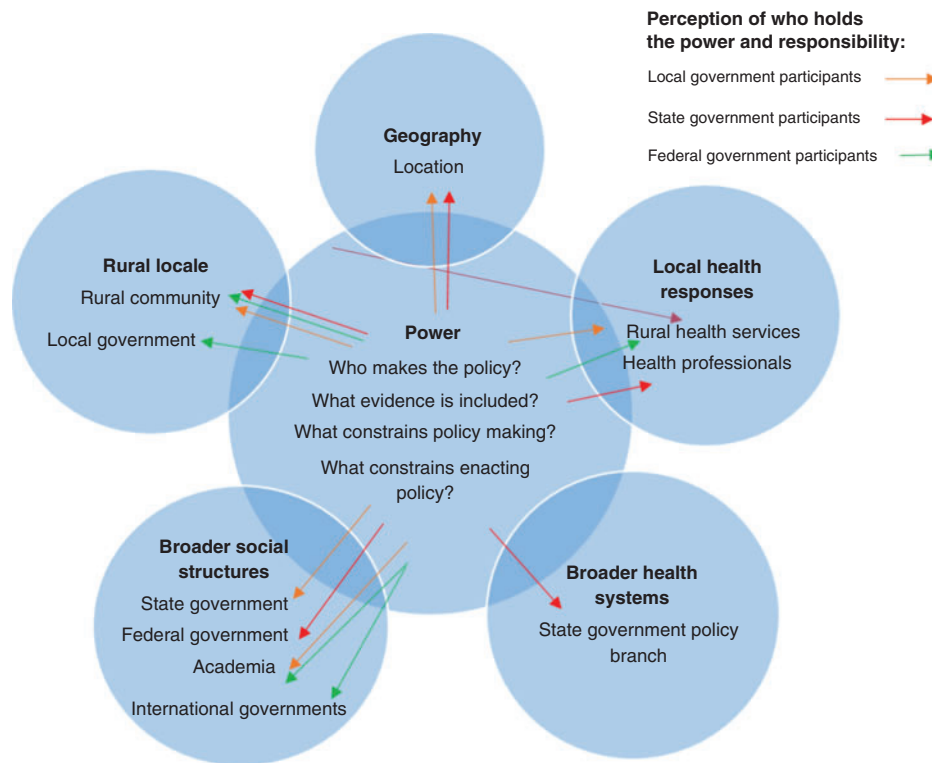 Perception of who holds
the power and responsibility:
Local government participants
State government participants
Federal government participants
Geography
Location
Rural locale
Rural community
Local government
Local health
responses
Rural health services
Health professionals
Power
Who makes the policy?
What evidence is included?
What constrains policy making?
What constrains enacting
policy?
Broader social
structures
State government
Federal government
Academia
International governments
Broader health
systems
State government policy
branch